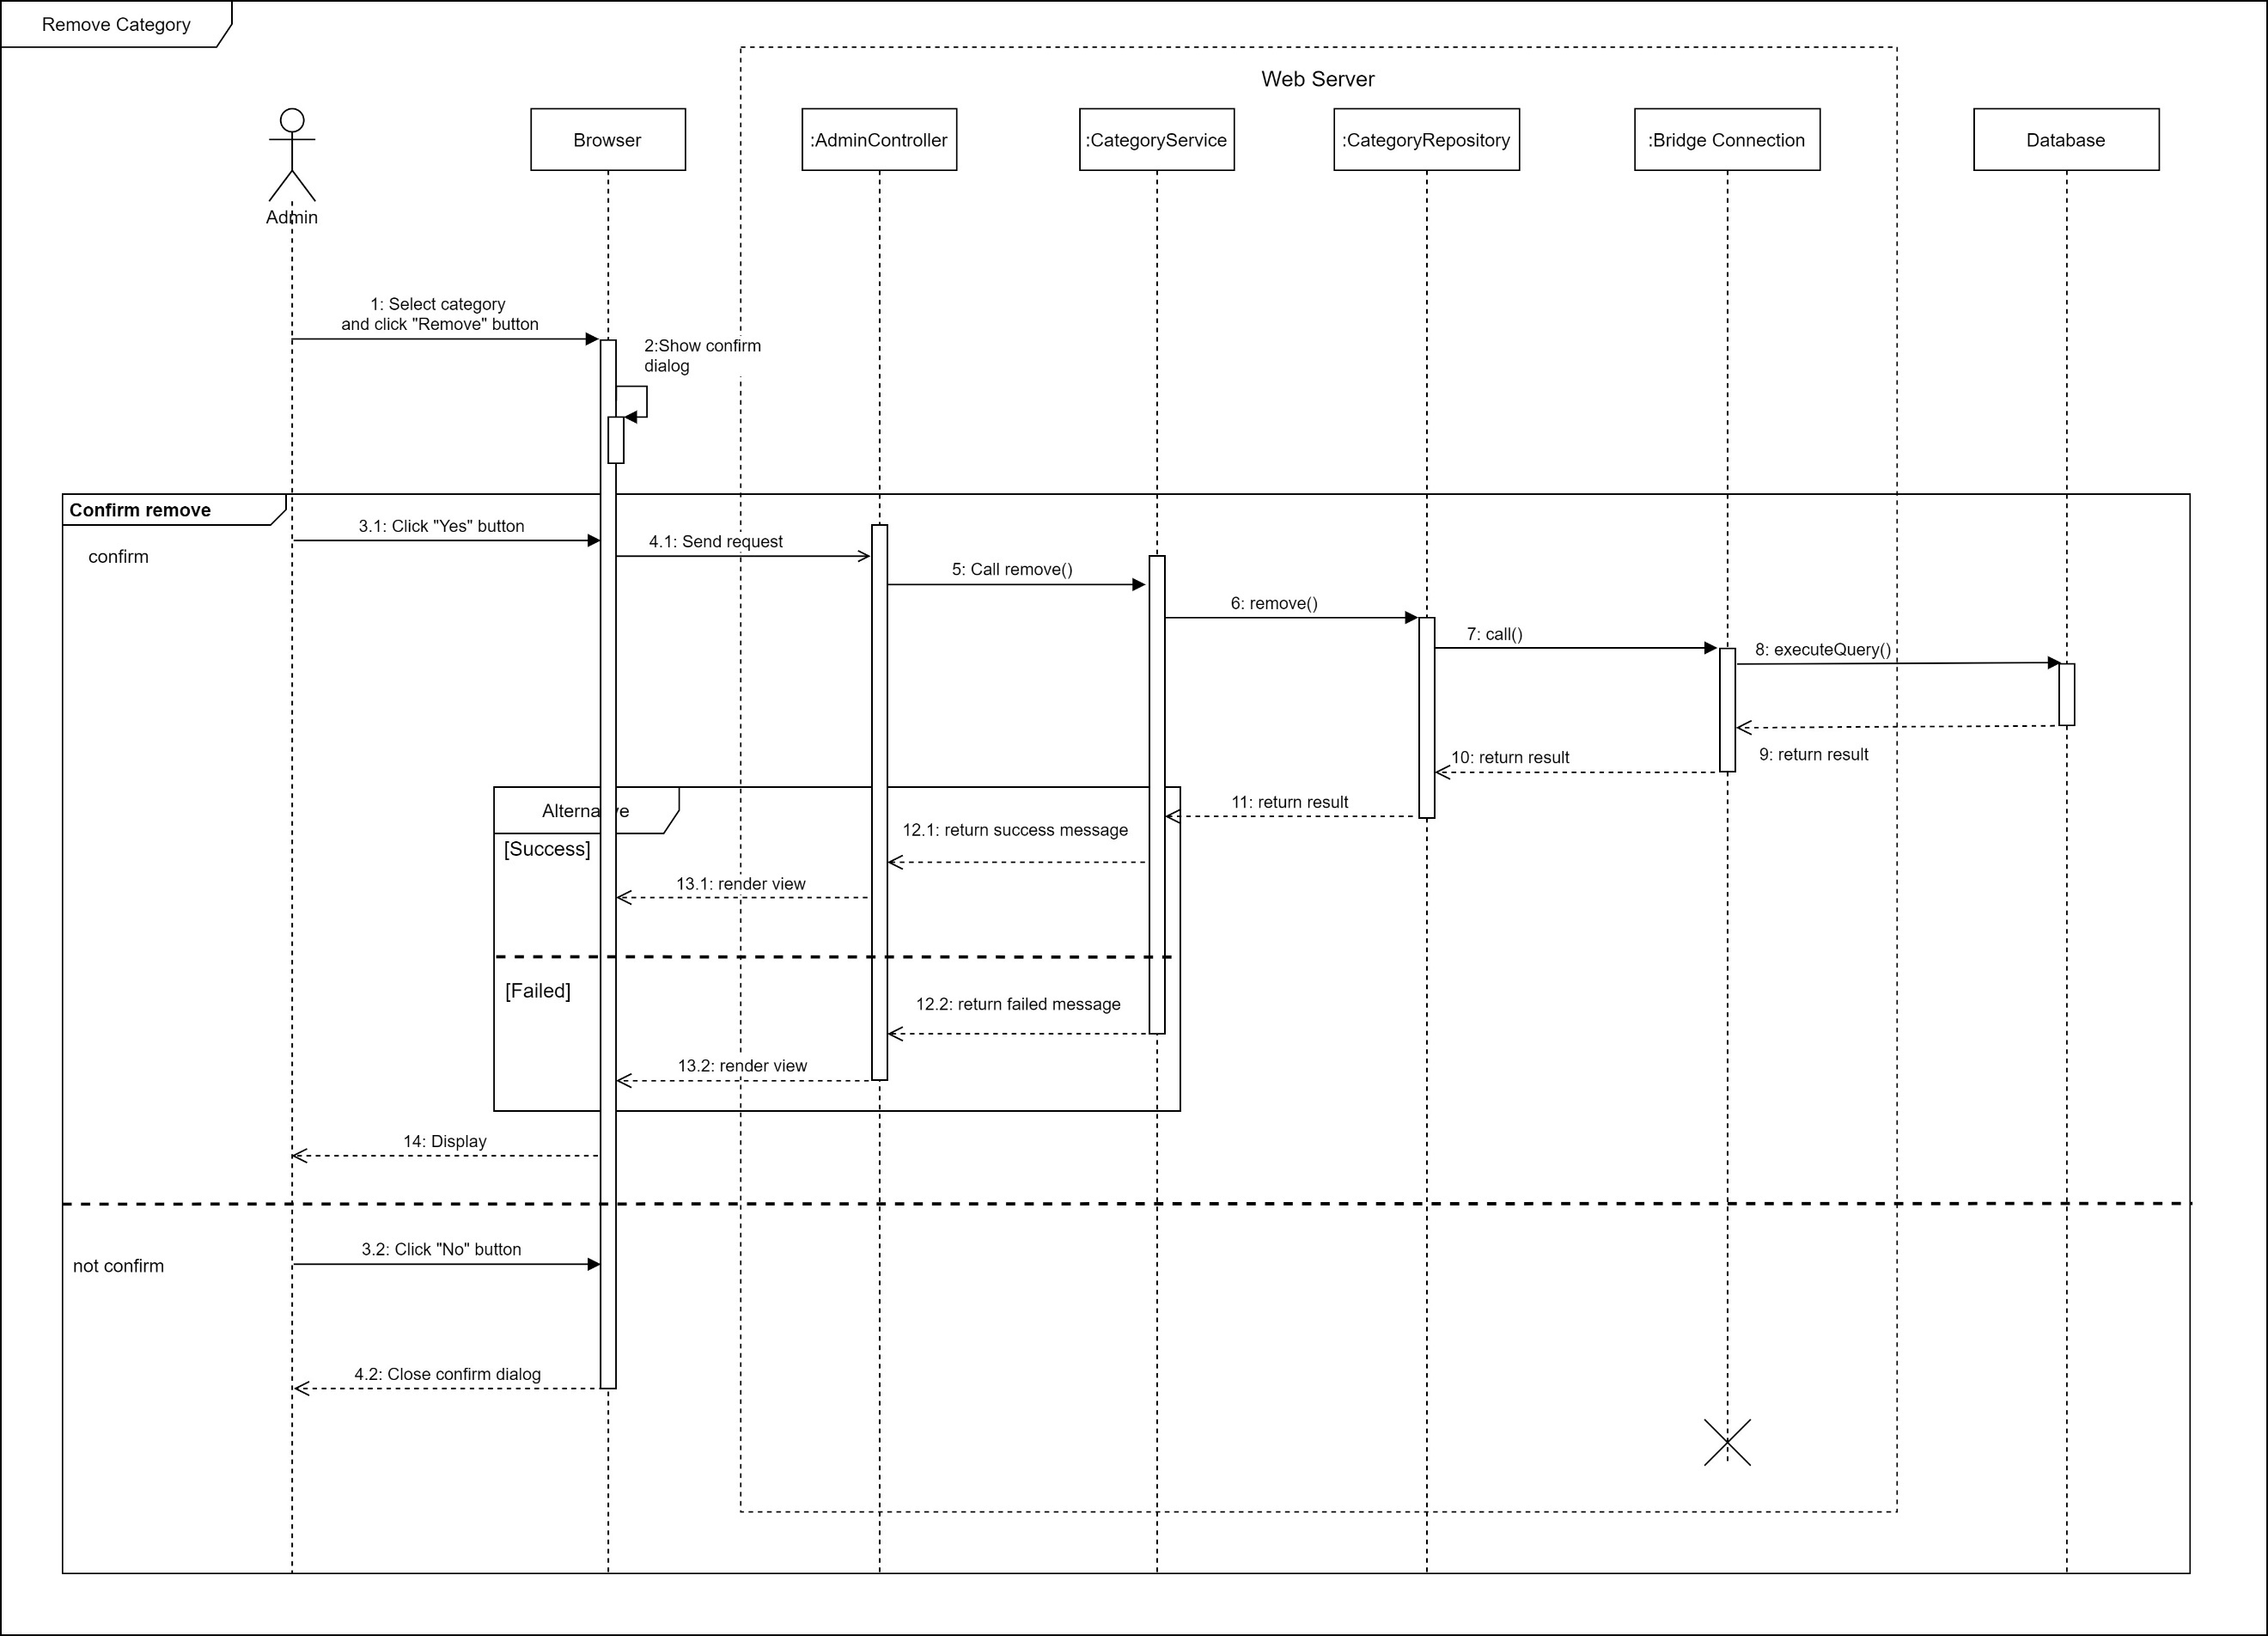 Remove Category
Web Server
Admin
Browser
:AdminController
:CategoryService
:CategoryRepository
:Bridge Connection
Database
1: Select category
and click "Remove" button
2:Show confirm
dialog
Confirm remove
confirm
3.1: Click "Yes" button
4.1: Send request
5: Call remove()
6: remove()
7: call()
8: executeQuery()
9: return result
10: return result
11: return result
Alternative
[Success]
12.1: return success message
13.1: render view
[Failed]
12.2: return failed message
13.2: render view
14: Display
not confirm
3.2: Click "No" button
4.2: Close confirm dialog